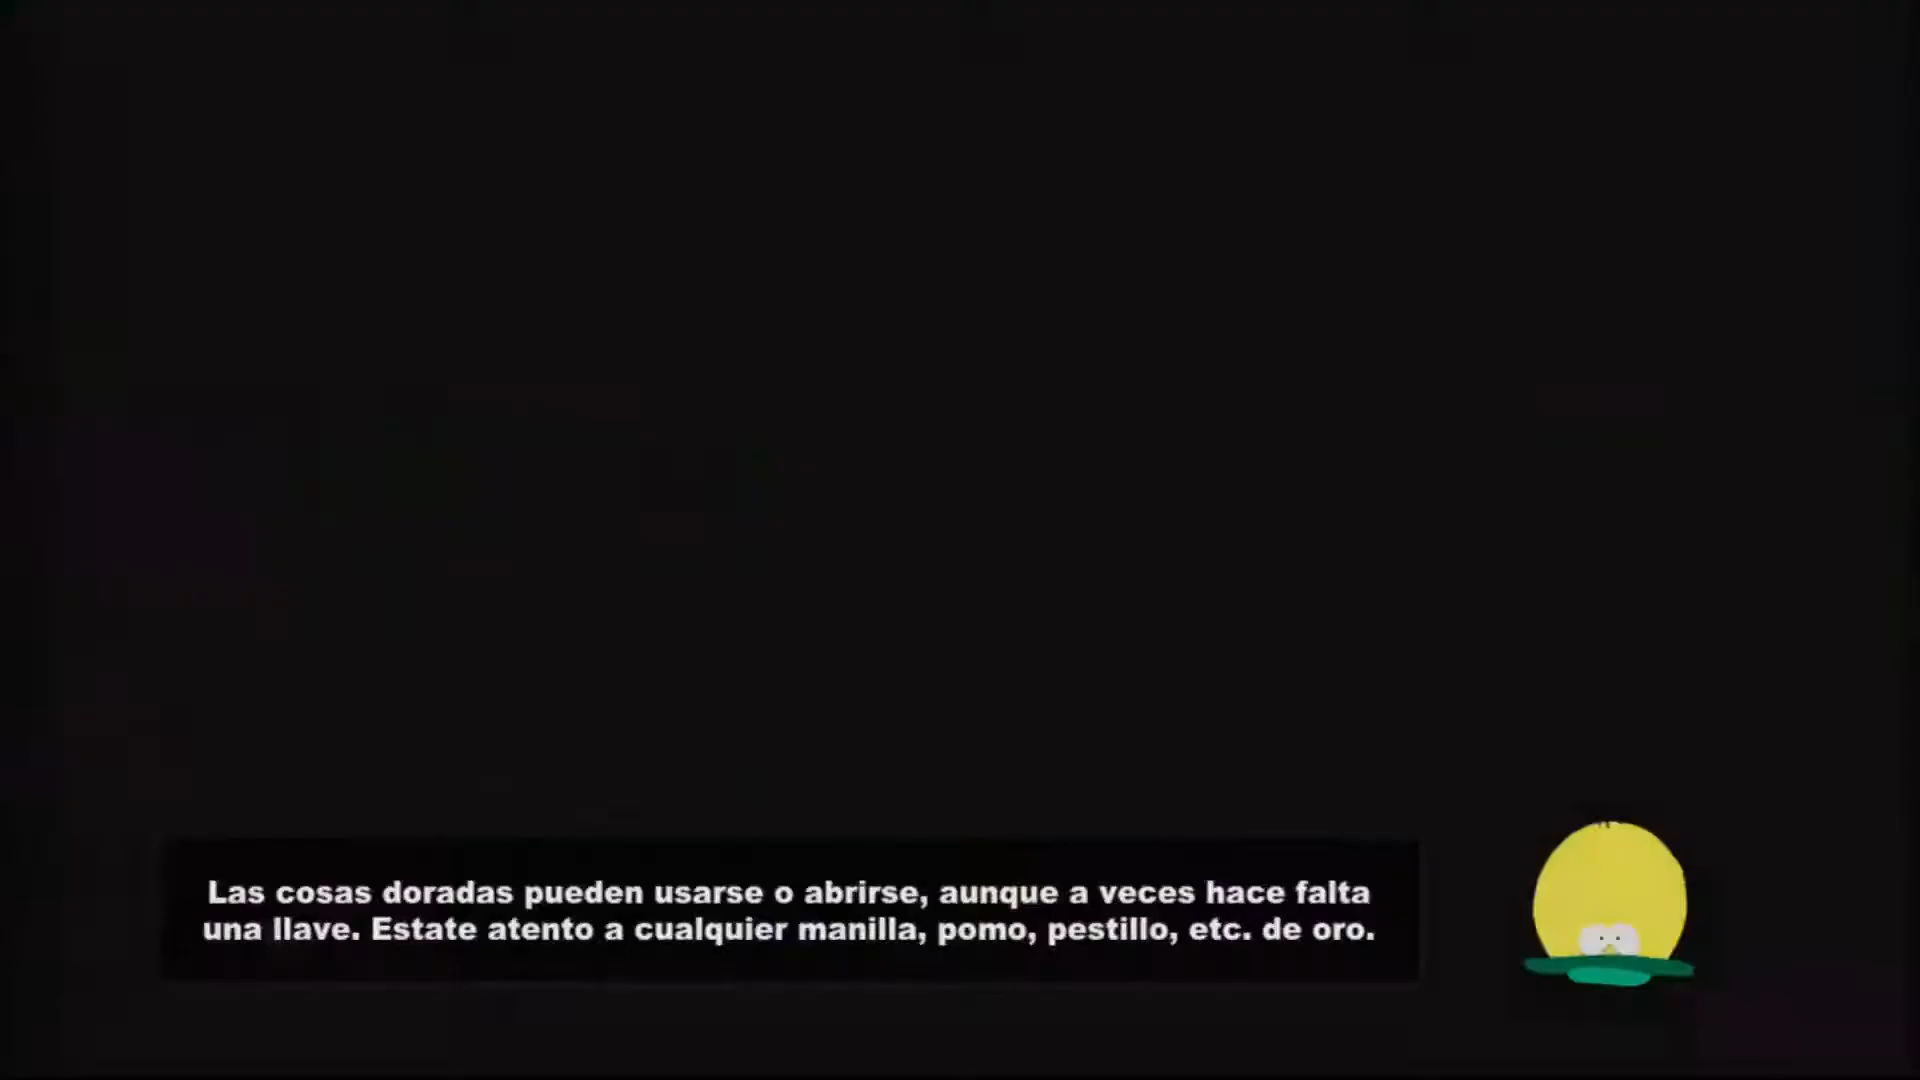 Las cosas doradas pueden usarse o abrirse, aunque a veces hace falta
una llave. Estate atento a cualquier manilla, pomo, pestillo, etc. de oro.